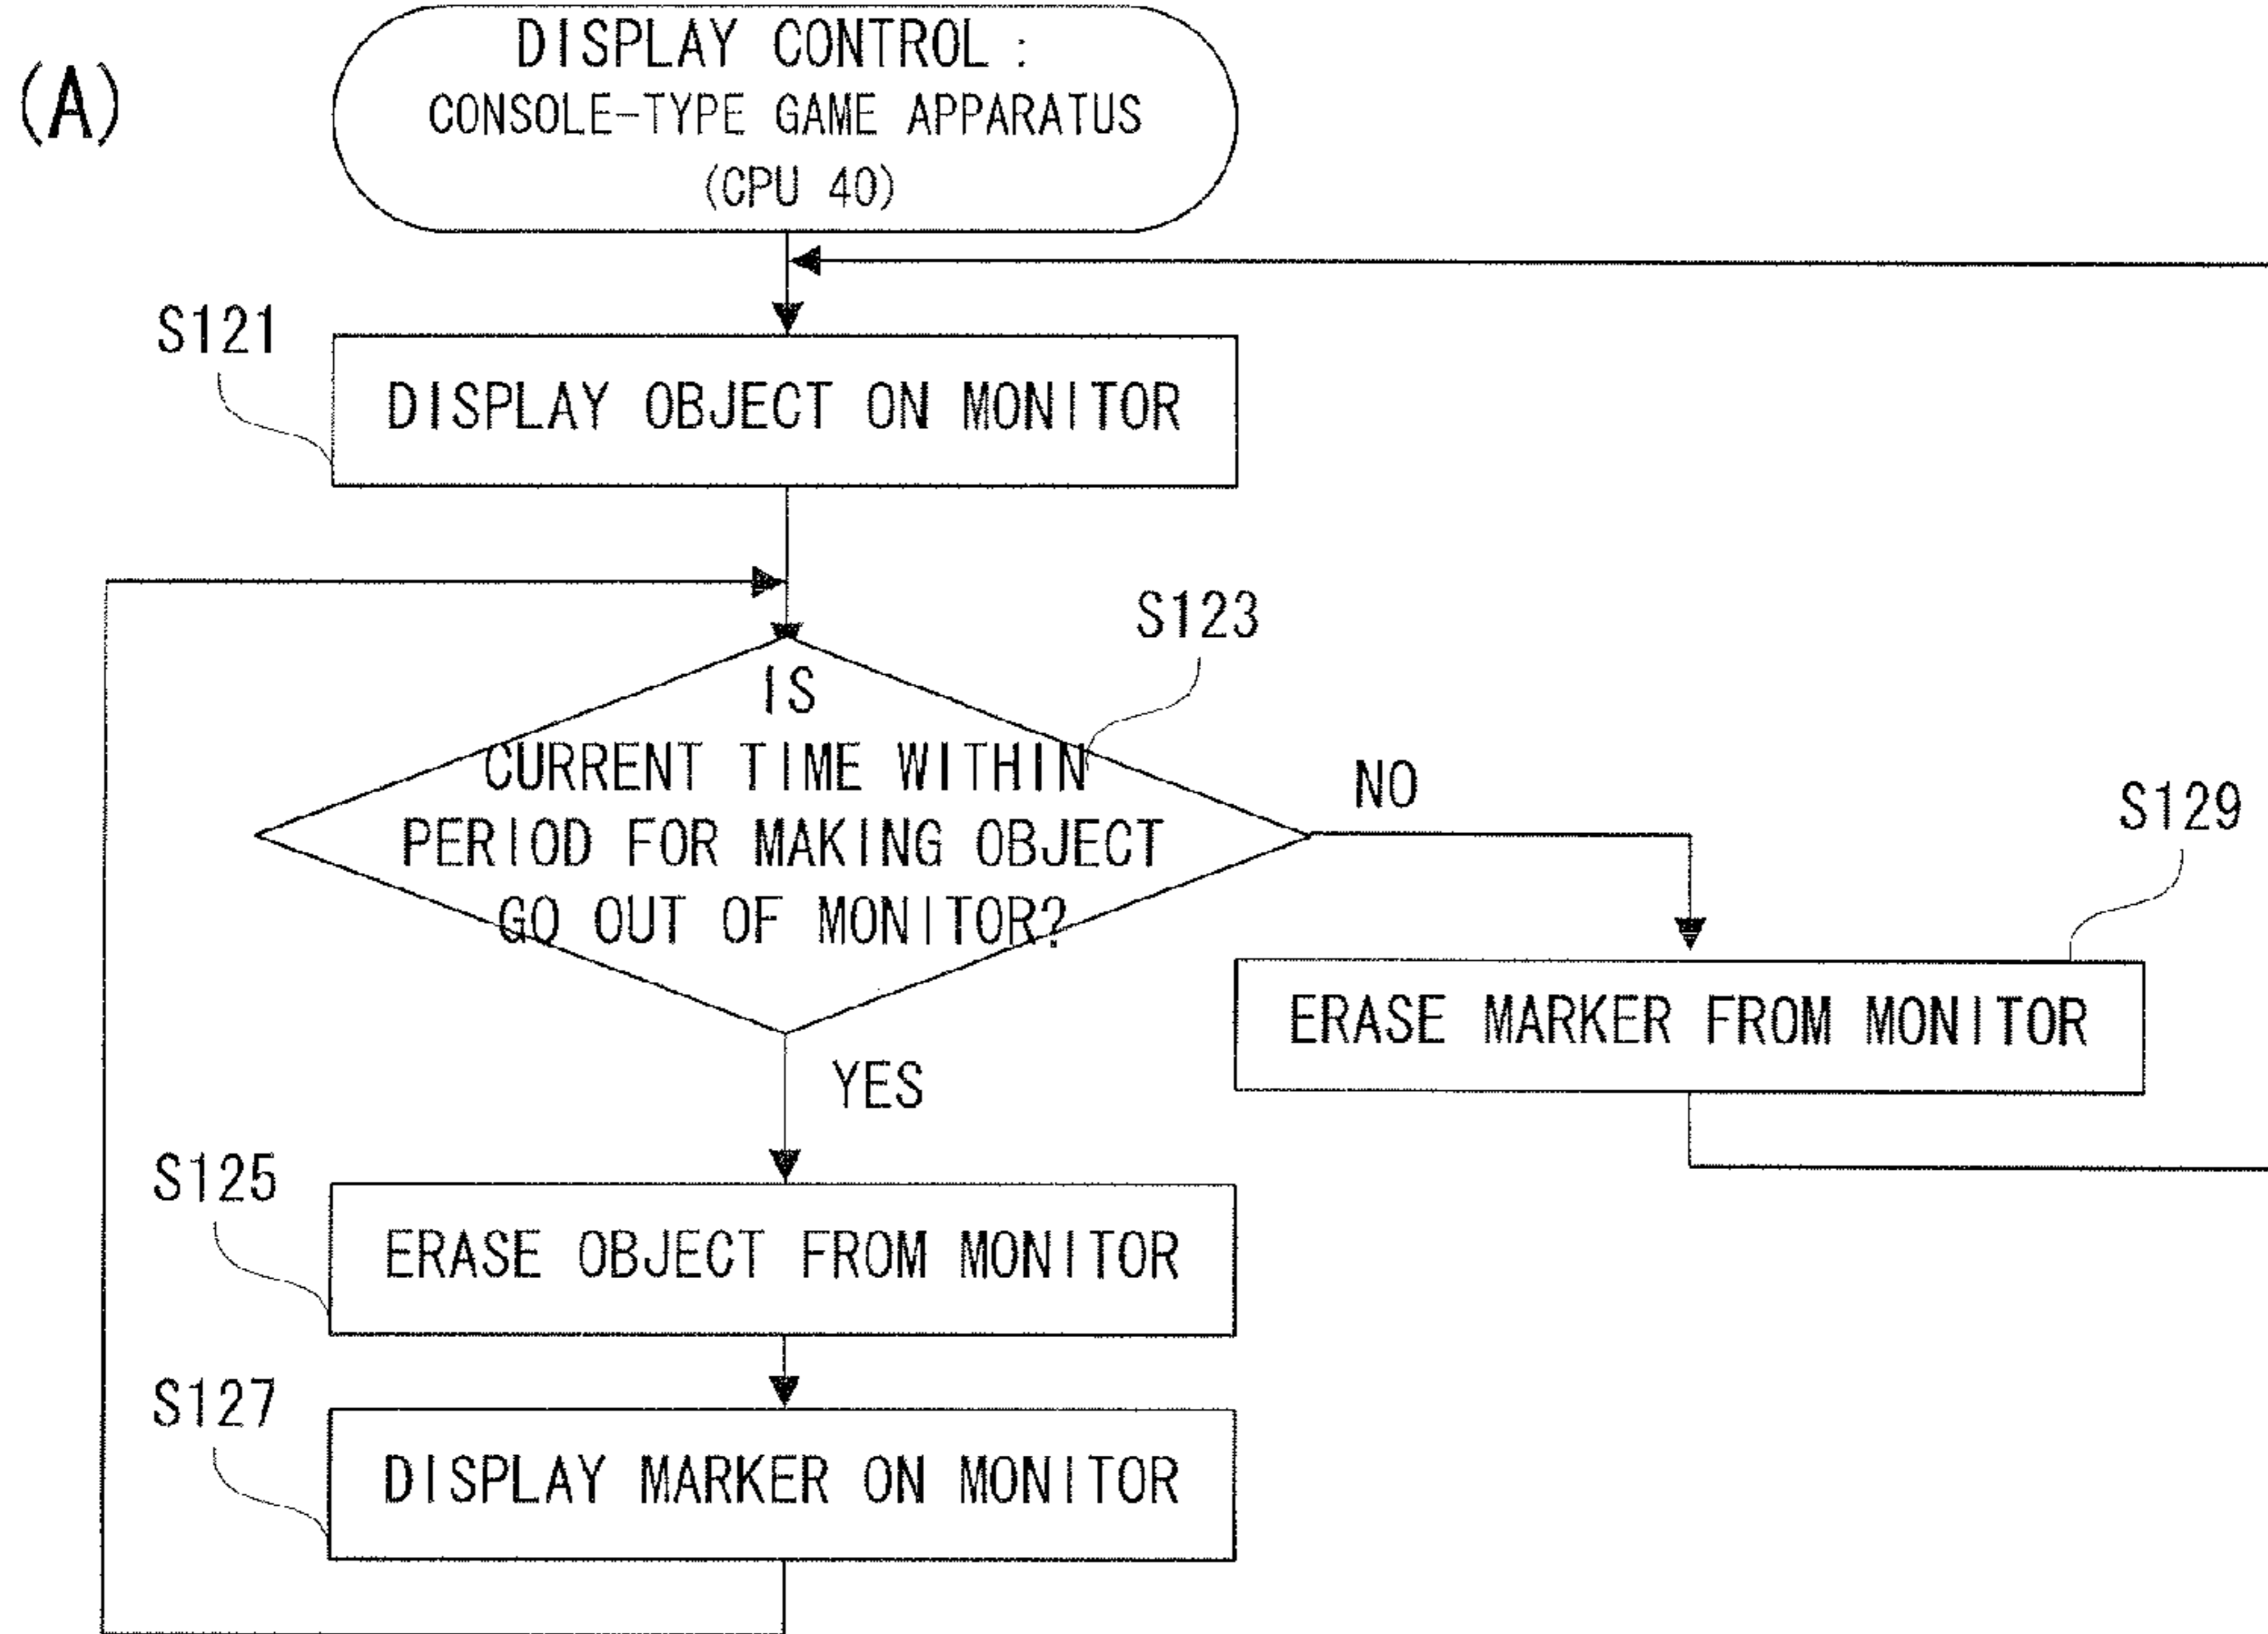 (A)
DISPLAY CONTROL :
CONSOLE-TYPE GAME APPARATUS
(CPU 40)
S121
DISPLAY OBJECT ON MONITOR
S123
IS
CURRENT TIME WITHIN
PERIOD FOR MAKING OBJECT
GO OUT OF MONITOR?
NO
S129
ERASE MARKER FROM MONITOR
YES
S125
ERASE OBJECT FROM MONITOR
S127
DISPLAY MARKER ON MONITOR